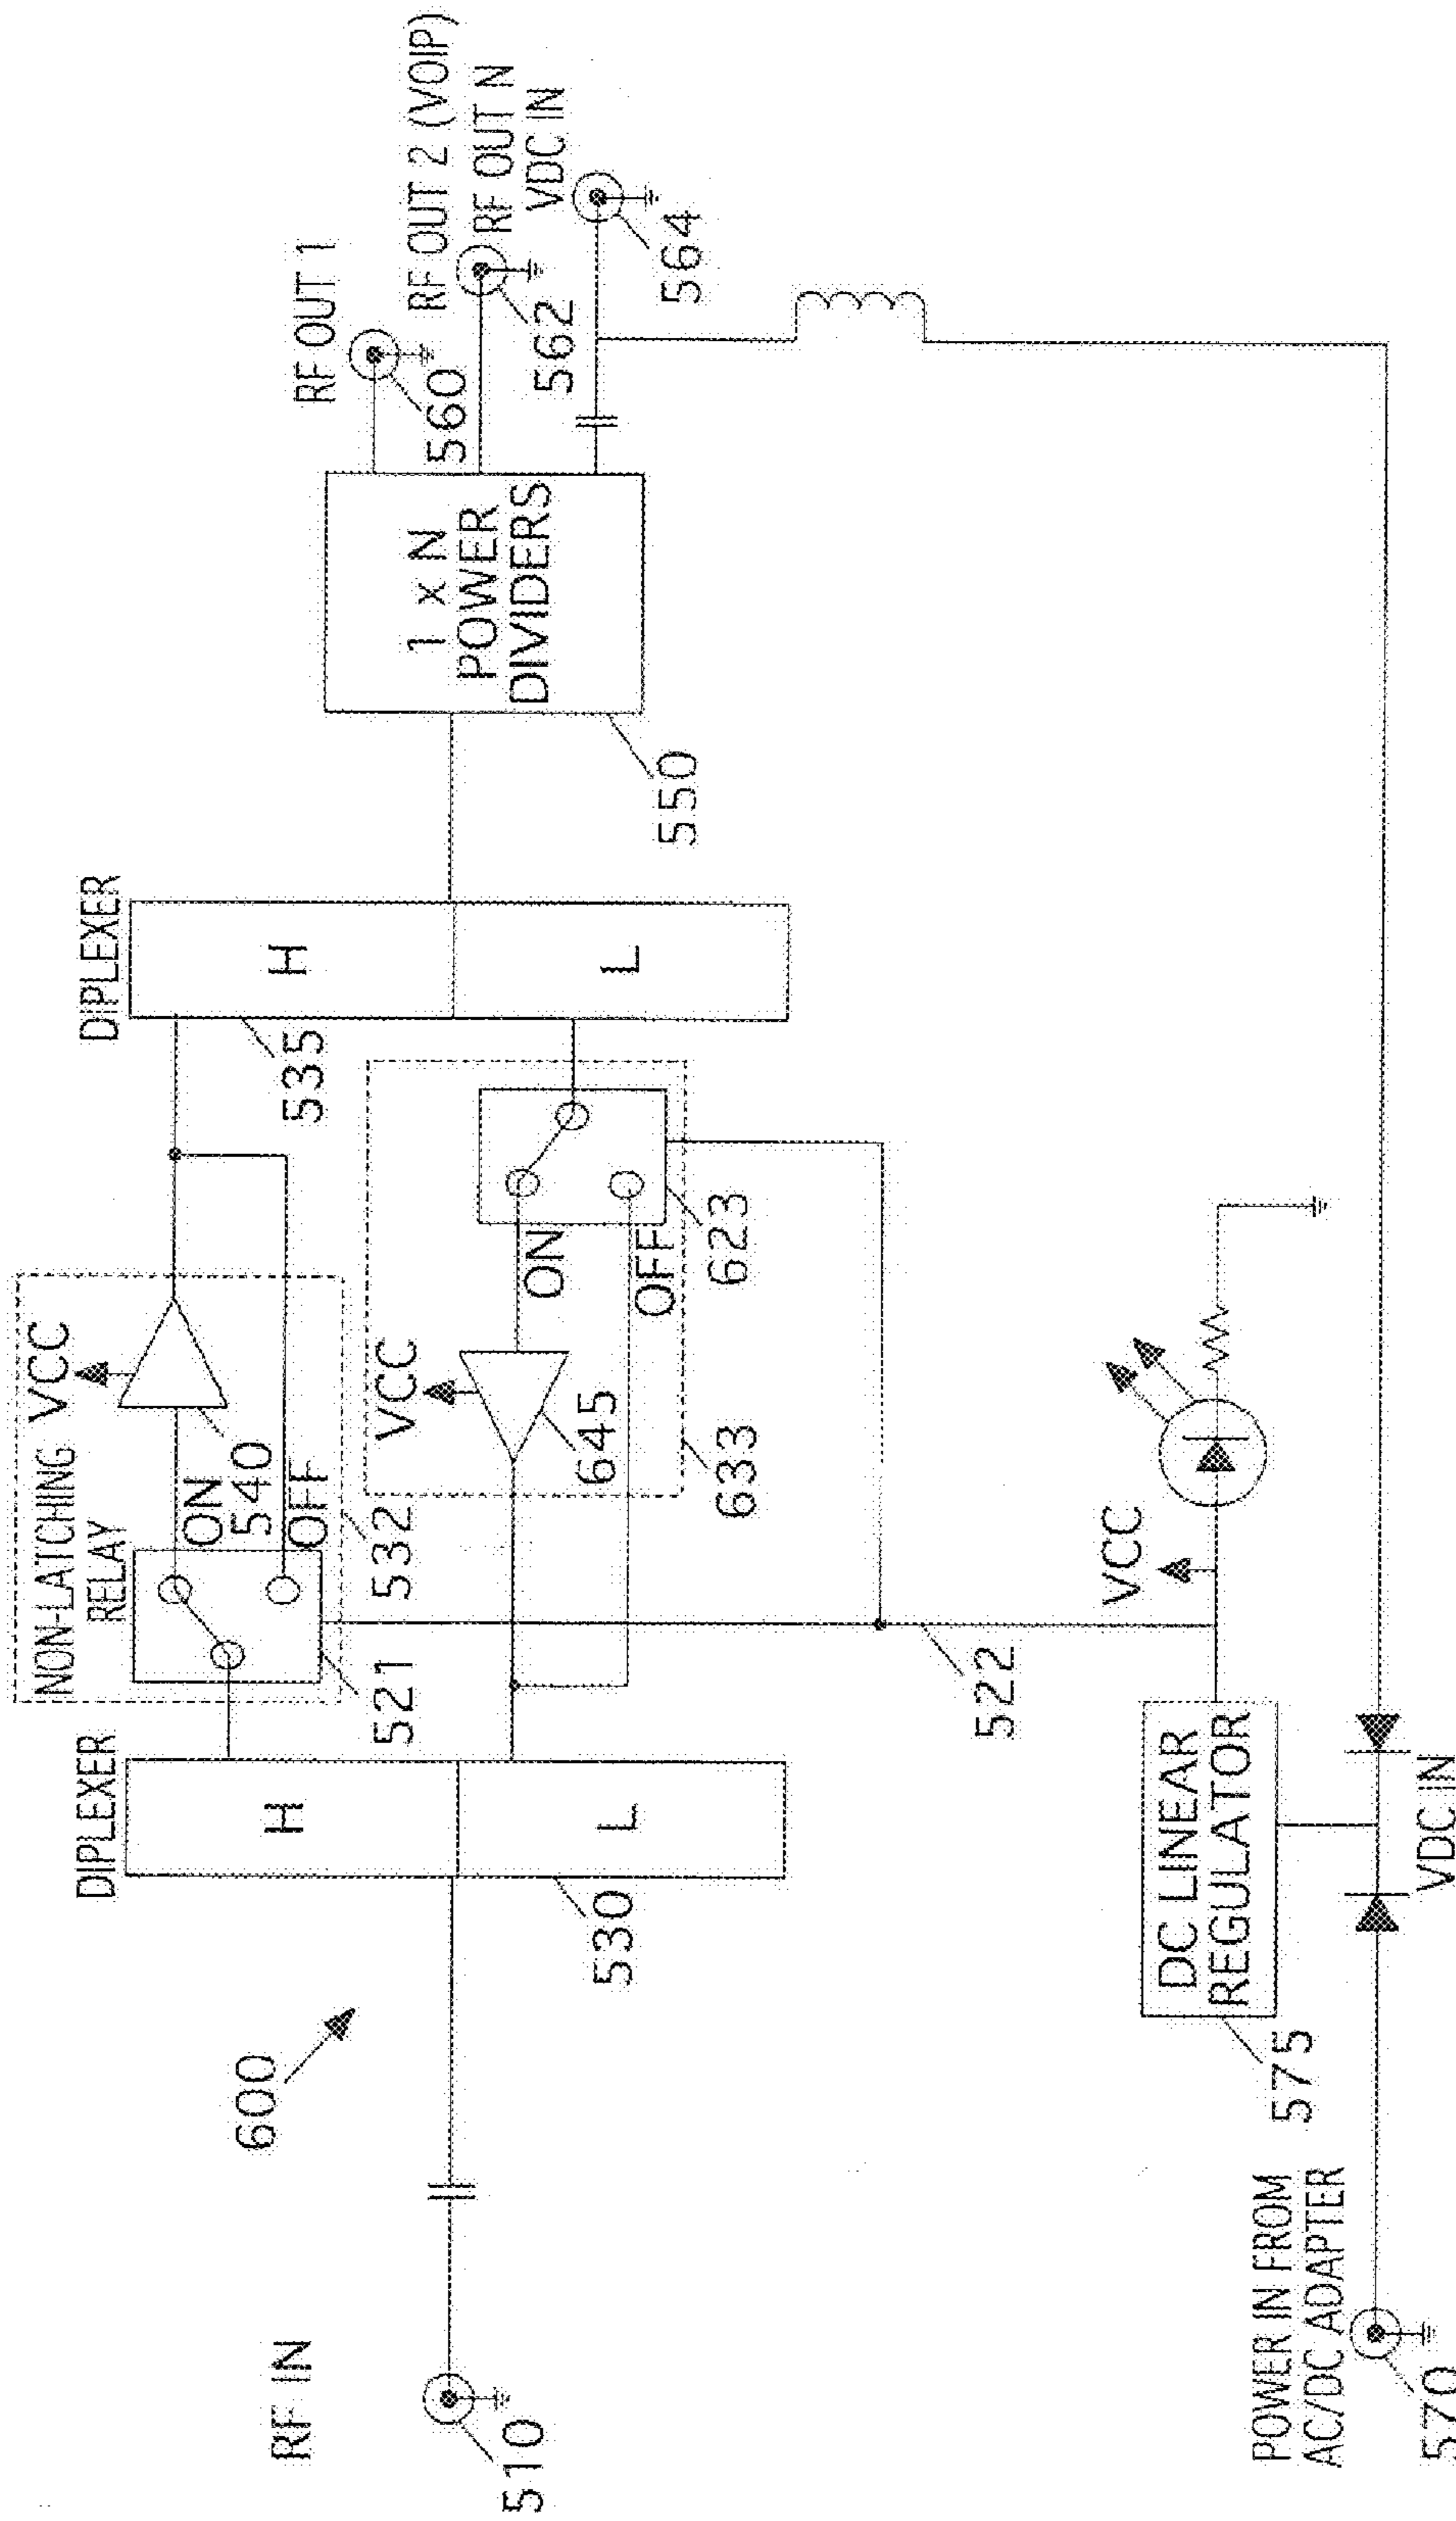 600
RF IN
510
DIPLEXER
H
L
530
NON-LATCHING
RELAY
VCC
ON
540
OFF
521
532
VCC
ON
OFF
645
623
633
522
DIPLEXER
H
L
535
1 x N
POWER
DIVIDERS
550
RF OUT 1
560
RF OUT 2 (VOIP)
562
RF OUT N
VDC IN
564
POWER IN FROM
AC/DC ADAPTER
570
DC LINEAR
REGULATOR
575
VDC IN
VCC